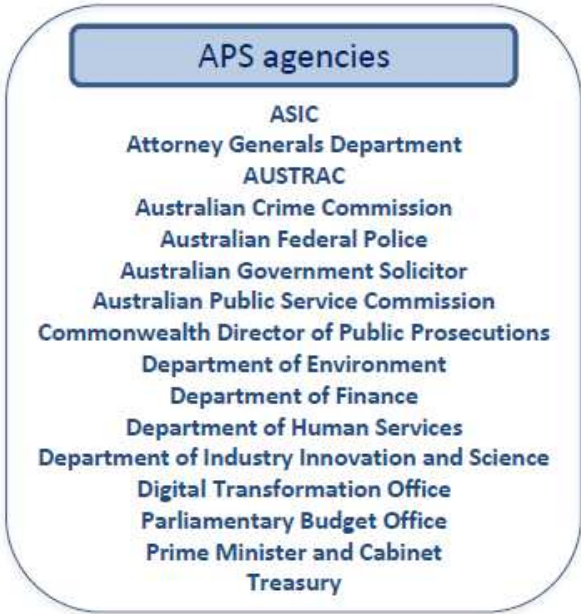 APS agencies
ASIC
Attorney Generals Department
AUSTRAC
Australian Crime Commission
Australian Federal Police
Australian Government Solicitor
Australian Public Service Commission
Commonwealth Director of Public Prosecutions
Department of Environment
Department of Finance
Department of Human Services
Department of Industry Innovation and Science
Digital Transformation Office
Parliamentary Budget Office
Prime Minister and Cabinet
Treasury